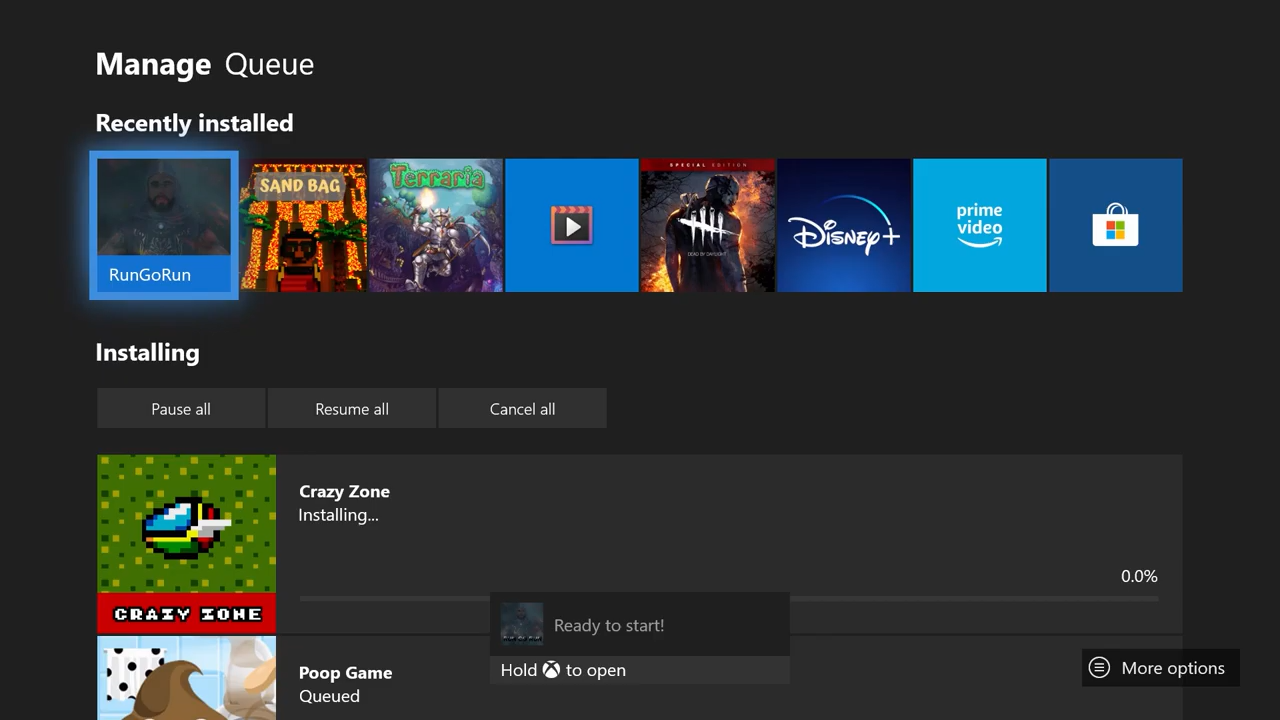 Manage Queue
Recently installed
RunGoRun
SAND BAG
Terraria
SPECIAL EDITION
DEAD BY DAYLIGHT
Disney+
prime
video
Installing
Pause all
Resume all
Cancel all
CRAZY ZONE
Crazy Zone
Installing...
0.0%
Ready to start!
Hold to open
Poop Game
Queued
More options